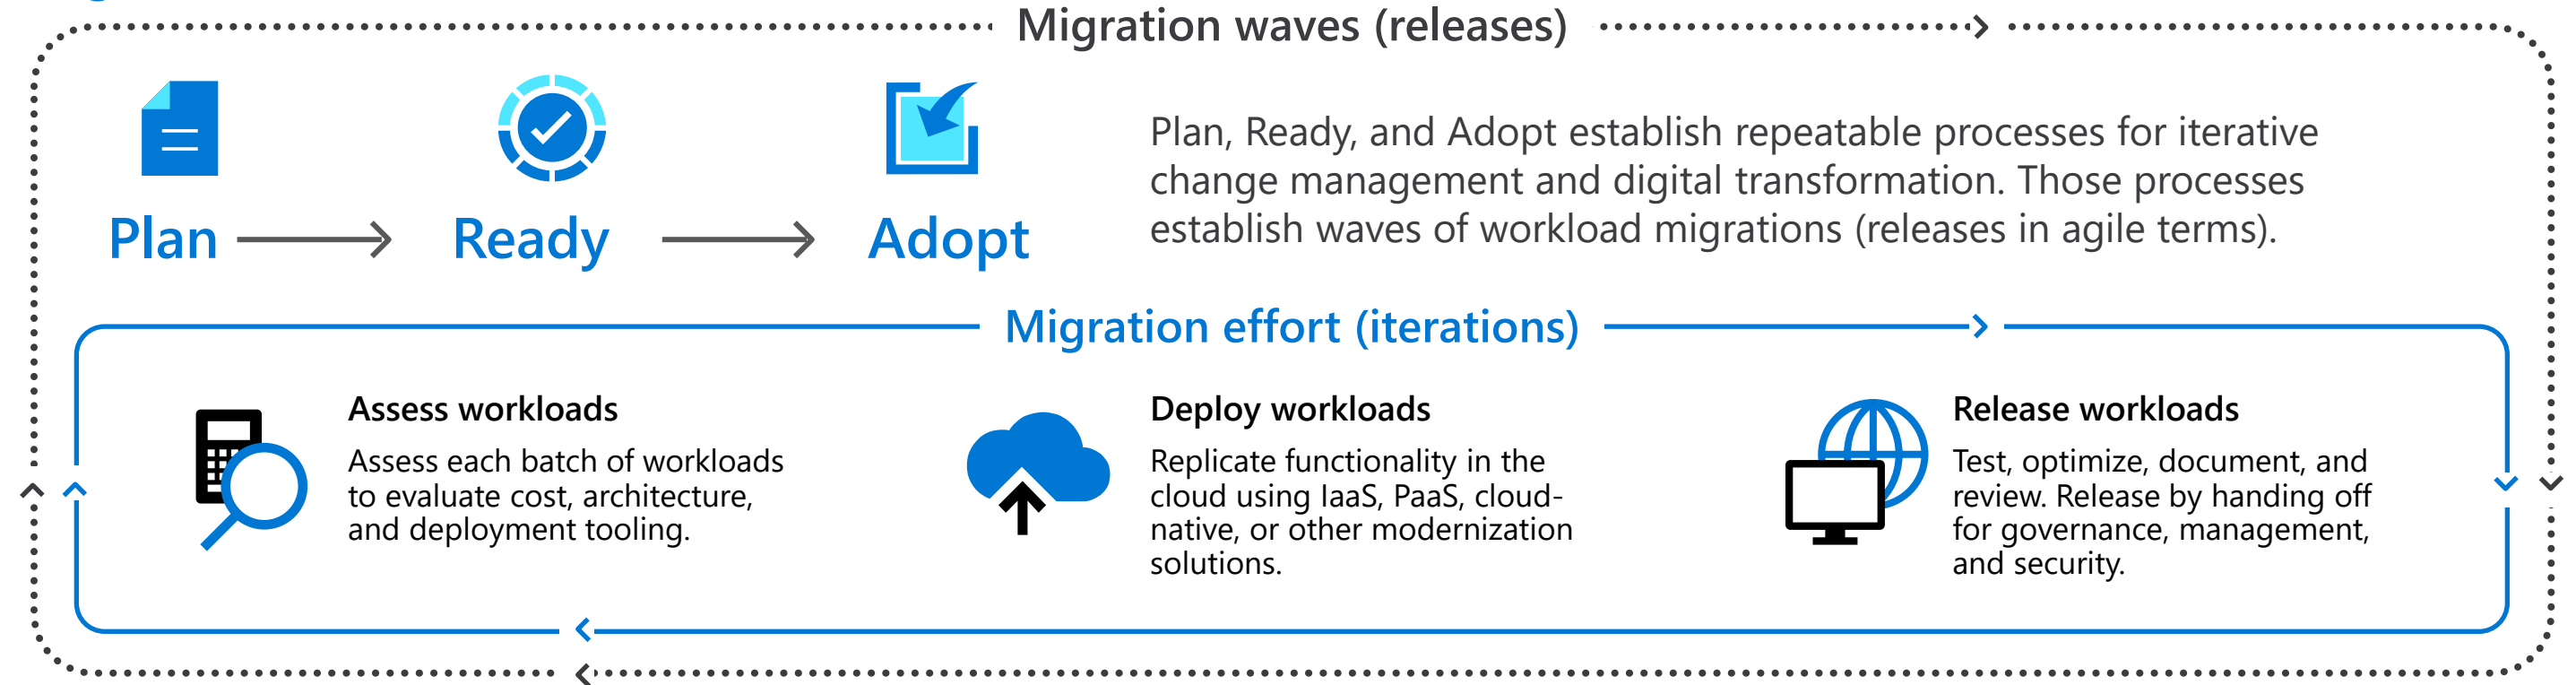 Migration waves (releases)
Plan
Ready
Adopt
Plan, Ready, and Adopt establish repeatable processes for iterative
change management and digital transformation. Those processes
establish waves of workload migrations (releases in agile terms).
Migration effort (iterations)
Assess workloads
Assess each batch of workloads
to evaluate cost, architecture,
and deployment tooling.
Deploy workloads
Replicate functionality in the
cloud using IaaS, PaaS, cloud-
native, or other modernization
solutions.
Release workloads
Test, optimize, document, and
review. Release by handing off
for governance, management,
and security.